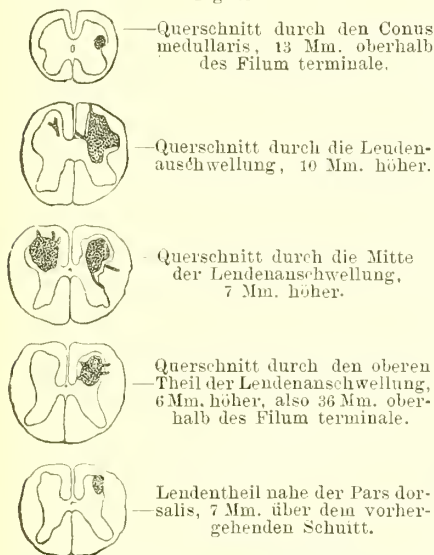 Querschnitt durch den Conus
medullaris, 13 Mm. oberhalb
des Filum terminale.
Querschnitt durch die Lenden-
anschwellung, 10 Mm. höher.
Querschnitt durch die Mitte
der Lendenanschwellung,
7 Mm. höher.
Querschnitt durch den oberen
Theil der Lendenanschwellung,
6 Mm. höher, also 36 Mm. ober-
halb des Filum terminale.
Lendentheil nahe der Pars dor-
salis, 7 Mm. über dem vorher-
gehenden Schnitt.